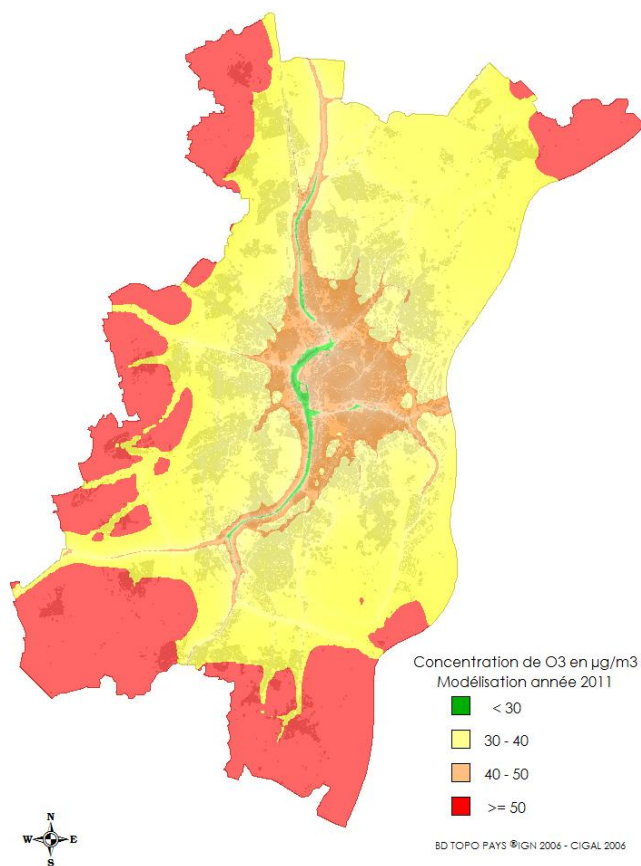 Concentration de O3 en µg/m3
Modélisation année 2011
< 30
30 - 40
40 - 50
>= 50
N
W E
S
BD TOPO PAYS ®IGN 2006 - CIGAL 2006